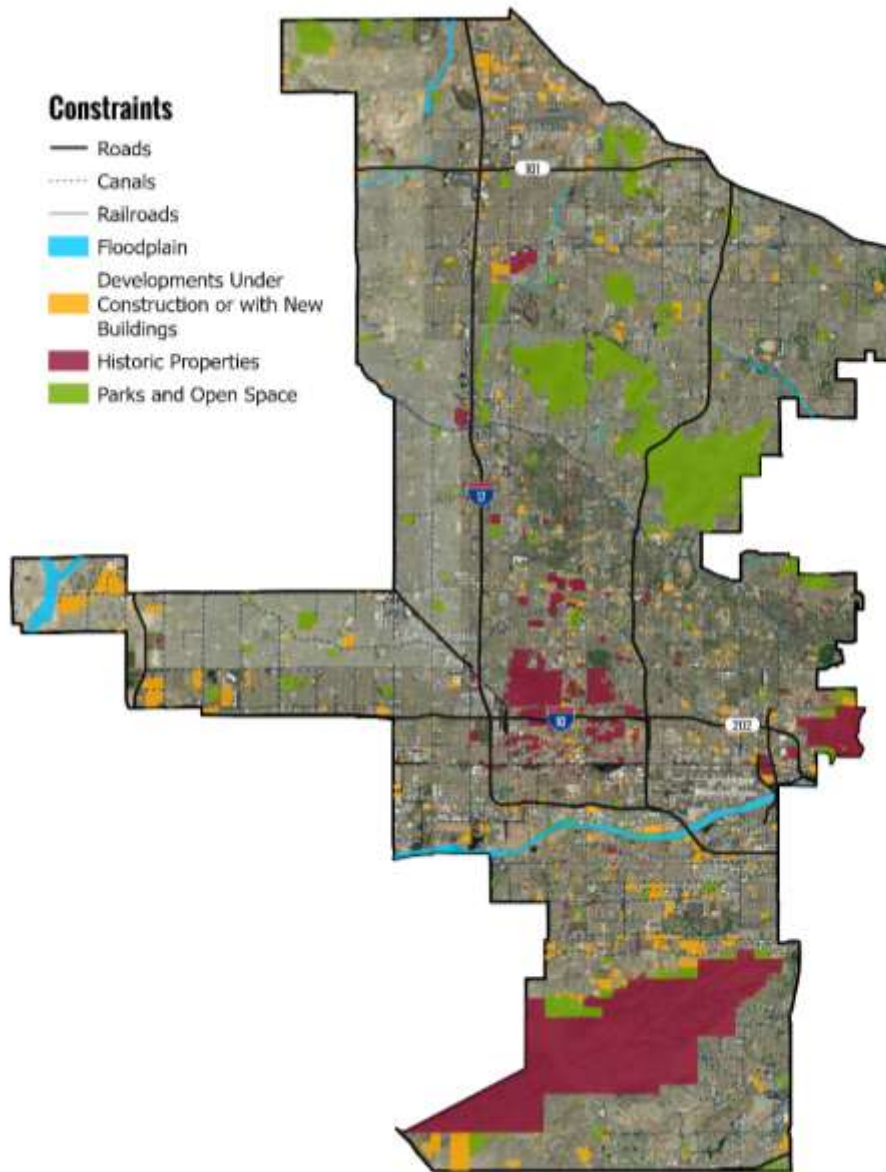 Constraints
Roads
Canals
Railroads
Floodplain
Developments Under
Construction or with New
Buildings
Historic Properties
Parks and Open Space
101
17
10
202